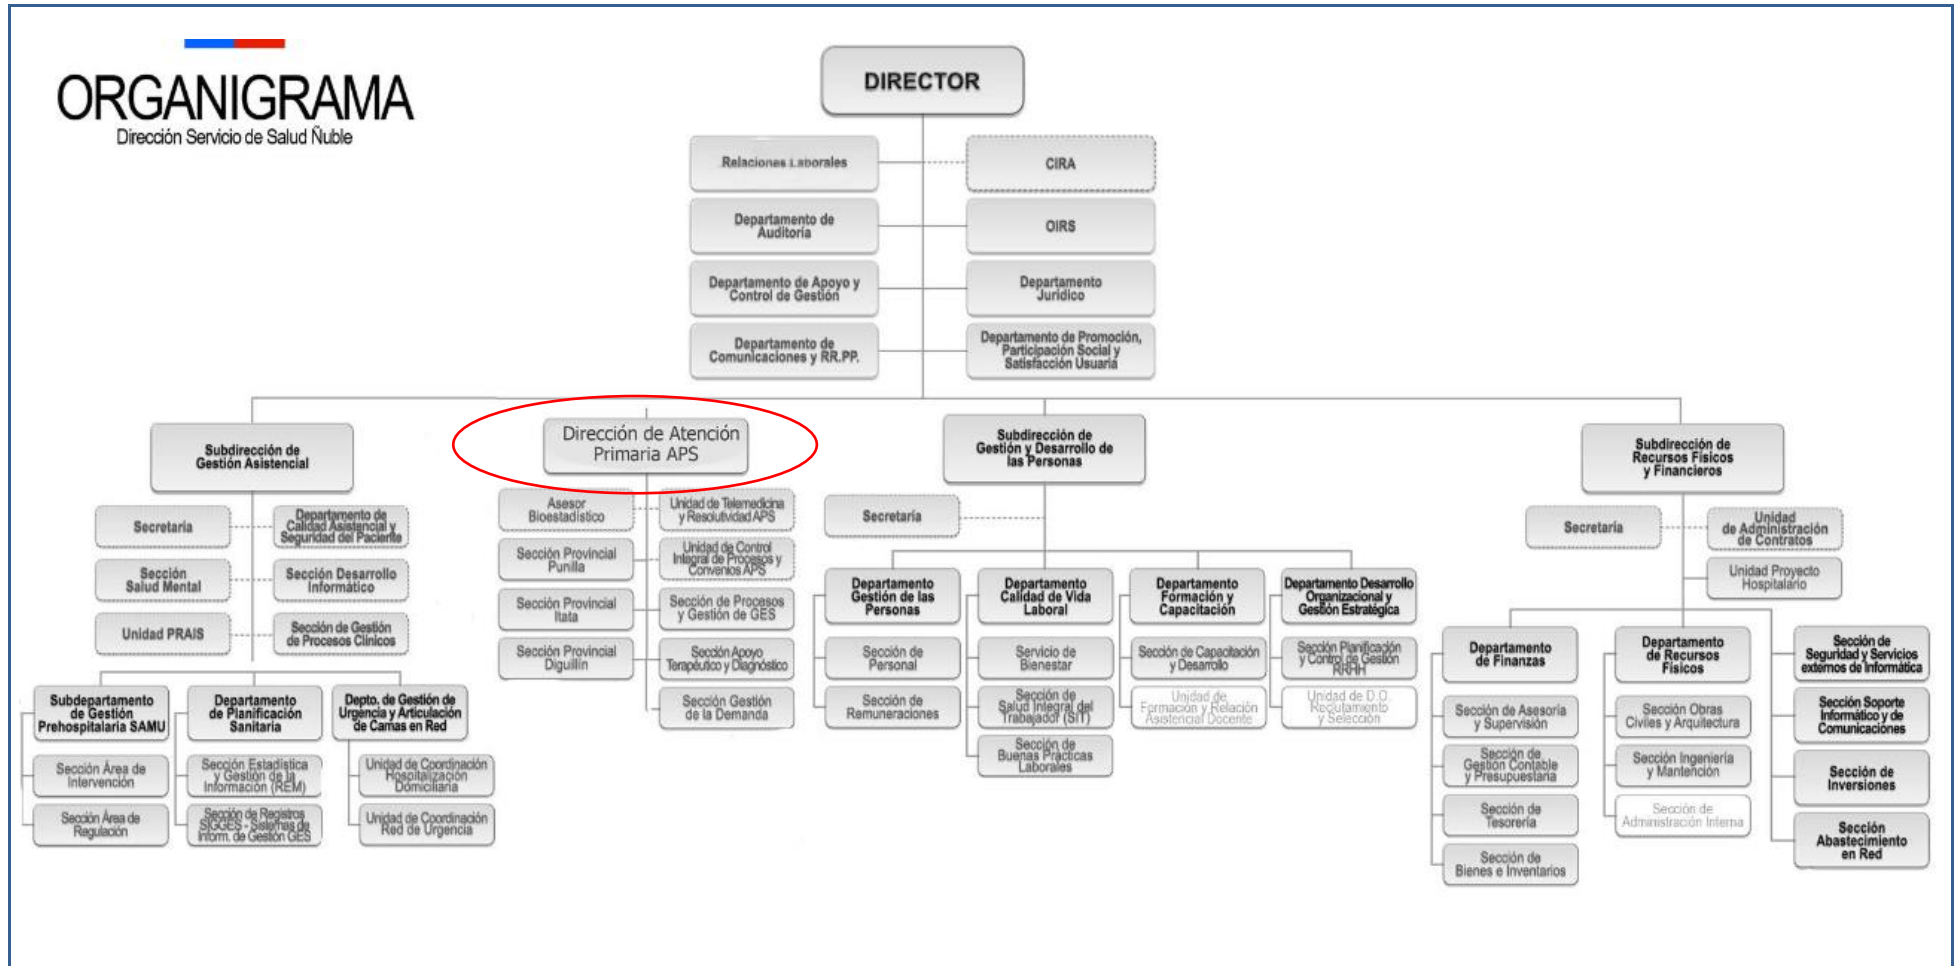 ORGANIGRAMA
Dirección Servicio de Salud Ñuble
DIRECTOR
Relaciones Laborales
CIRA
Departamento de
Auditoría
OIRS
Departamento de Apoyo y
Control de Gestión
Departamento
Jurídico
Departamento de
Comunicaciones y RR.PP.
Departamento de Promoción,
Participación Social y
Satisfacción Usuaria
Subdirección de
Gestión Asistencial
Secretaría
Departamento de
Calidad Asistencial y
Seguridad del Paciente
Sección
Salud Mental
Sección Desarrollo
Informático
Unidad PRAIS
Sección de Gestión
de Procesos Clínicos
Subdepartamento
de Gestión
Prehospitalaria SAMU
Sección Área de
Intervención
Sección Área de
Regulación
Departamento
de Planificación
Sanitaria
Sección Estadística
y Gestión de la
Información (REM)
Sección de Registros
SIGGES - Sistemas de
Inform. de Gestión GES
Depto. de Gestión de
Urgencia y Articulación
de Camas en Red
Unidad de Coordinación
Hospitalización
Domiciliaria
Unidad de Coordinación
Red de Urgencia
Dirección de Atención
Primaria APS
Asesor
Bioestadístico
Unidad de Telemedicina
y Resolutividad APS
Sección Provincial
Punilla
Unidad de Control
Integral de Procesos y
Convenios APS
Sección Provincial
Itata
Sección de Procesos
y Gestión de GES
Sección Provincial
Diguillín
Sección Apoyo
Terapéutico y Diagnóstico
Sección Gestión
de la Demanda
Subdirección de
Gestión y Desarrollo de
las Personas
Secretaría
Departamento
Gestión de las
Personas
Sección de
Personal
Sección de
Remuneraciones
Departamento
Calidad de Vida
Laboral
Servicio de
Bienestar
Sección de
Salud Integral del
Trabajador (SIT)
Sección de
Buenas Prácticas
Laborales
Departamento
Formación y
Capacitación
Sección de Capacitación
y Desarrollo
Unidad de
Formación y Relación
Asistencial Docente
Departamento Desarrollo
Organizacional y
Gestión Estratégica
Sección Planificación
y Control de Gestión
RRHH
Unidad de D.O.
Reclutamiento
y Selección
Subdirección de
Recursos Físicos
y Financieros
Secretaría
Unidad
de Administración
de Contratos
Unidad Proyecto
Hospitalario
Departamento
de Finanzas
Sección de Asesoría
y Supervisión
Sección de
Gestión Contable
y Presupuestaria
Sección de
Tesorería
Sección de
Bienes e Inventarios
Departamento
de Recursos
Físicos
Sección Obras
Civiles y Arquitectura
Sección Ingeniería
y Mantención
Sección de
Administración Interna
Sección de
Seguridad y Servicios
externos de Informática
Sección Soporte
Informático y de
Comunicaciones
Sección de
Inversiones
Sección
Abastecimiento
en Red